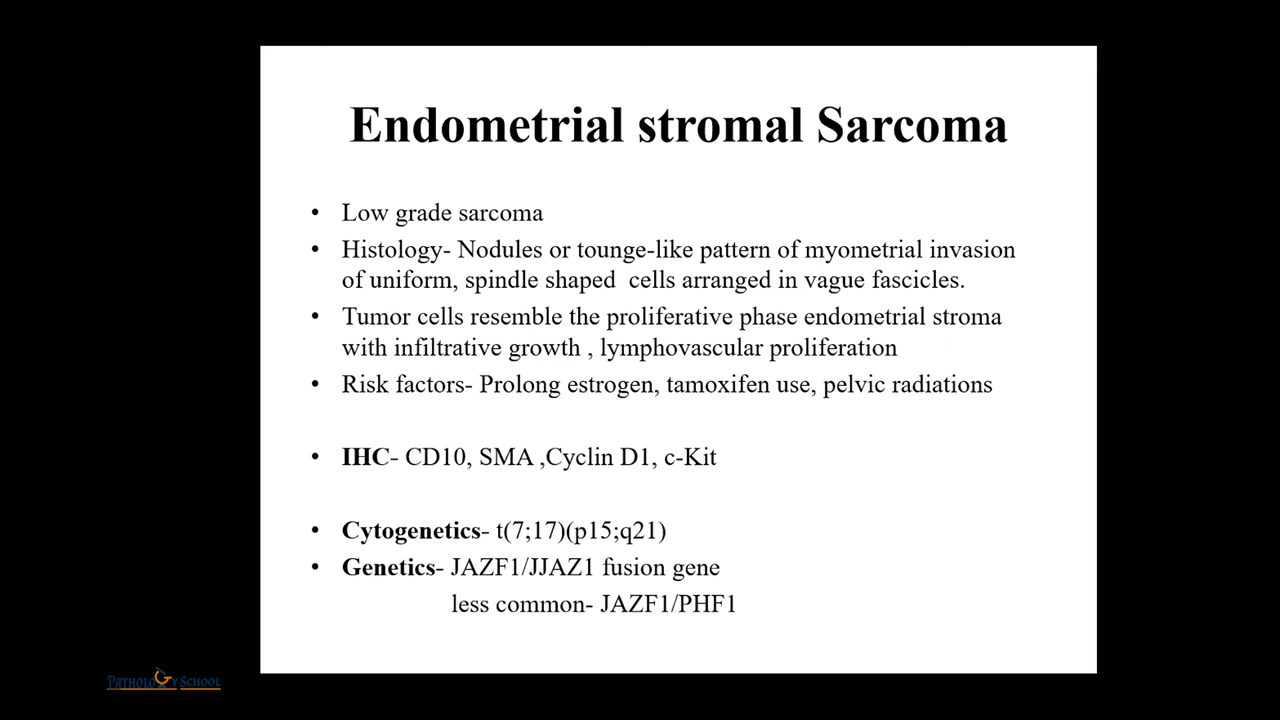 Endometrial stromal Sarcoma
• Low grade sarcoma
• Histology- Nodules or tounge-like pattern of myometrial invasion
of uniform, spindle shaped cells arranged in vague fascicles.
• Tumor cells resemble the proliferative phase endometrial stroma
with infiltrative growth , lymphovascular proliferation
• Risk factors- Prolong estrogen, tamoxifen use, pelvic radiations
• IHC- CD10, SMA ,Cyclin D1, c-Kit
• Cytogenetics- t(7;17)(p15;q21)
• Genetics- JAZF1/JJAZ1 fusion gene
less common- JAZF1/PHF1
PATHOLOGY SCHOOL